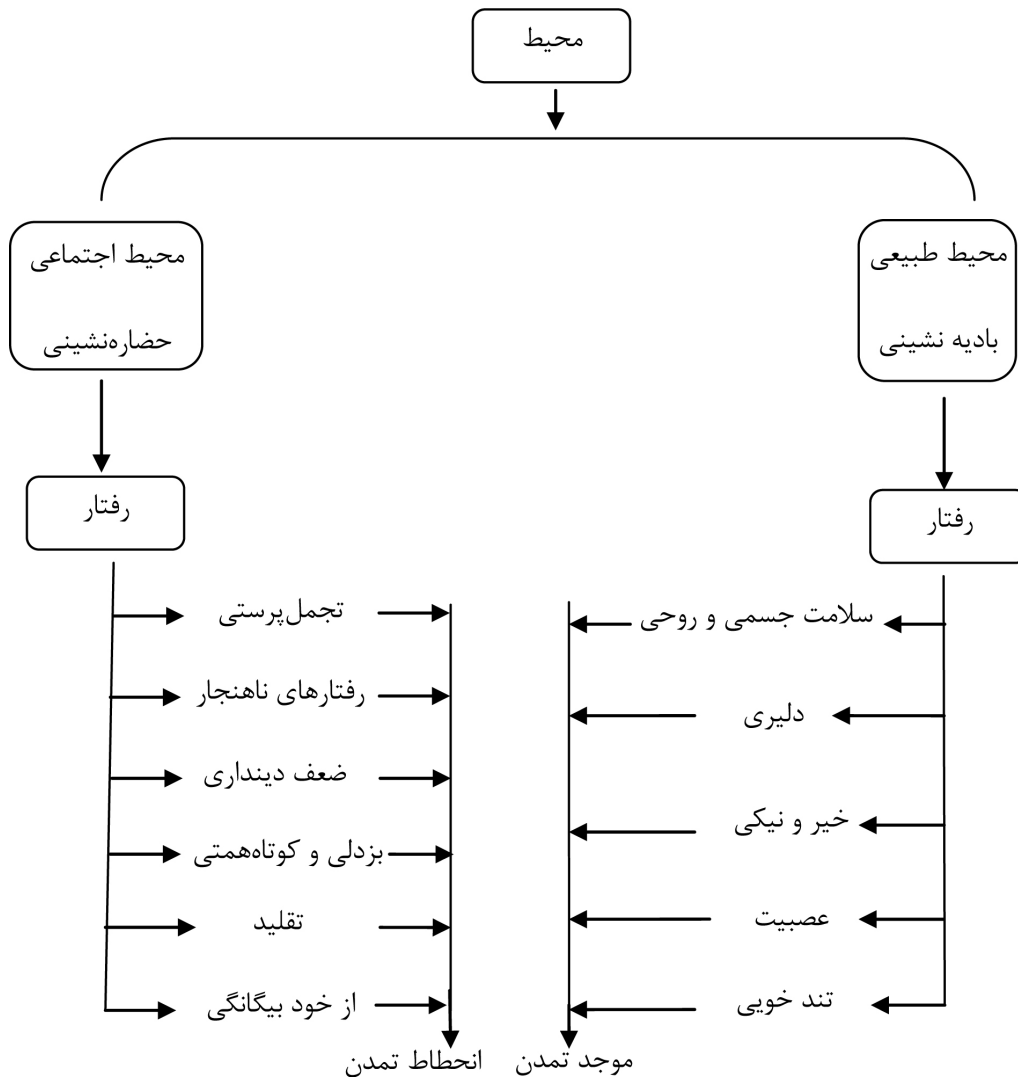 محیط
محیط طبیعی
بادیه نشینی
محیط اجتماعی
حضاره‌نشینی
رفتار
رفتار
سلامت جسمی و روحی
دلیری
خیر و نیکی
عصبیت
تند خویی
موجد تمدن
تجمل‌پرستی
رفتارهای ناهنجار
ضعف دینداری
بزدلی و کوتاه‌همتی
تقلید
از خود بیگانگی
انحطاط تمدن